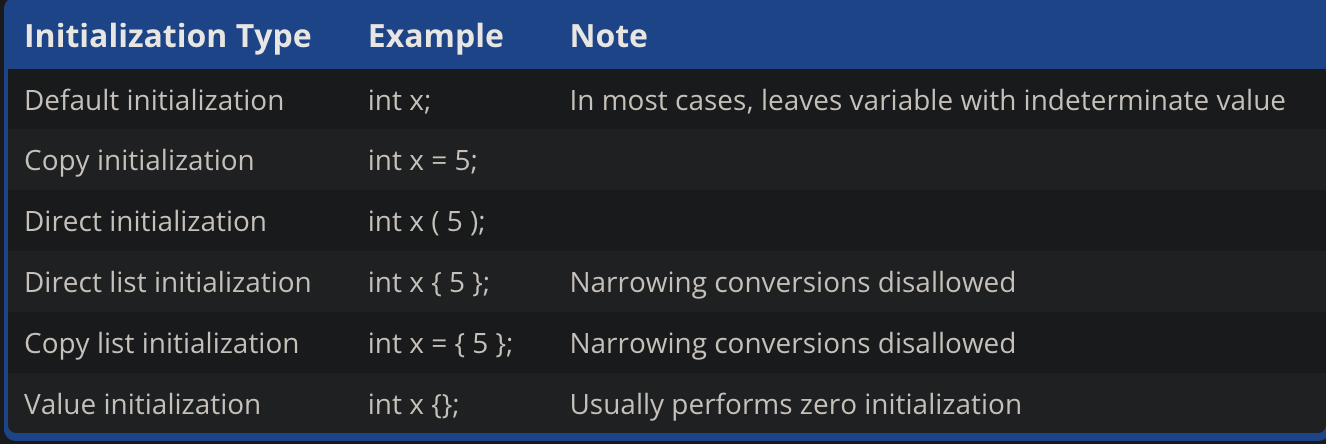 Initialization Type Example Note
Default initialization int x; In most cases, leaves variable with indeterminate value
Copy initialization int x = 5;
Direct initialization int x ( 5 );
Direct list initialization int x { 5 }; Narrowing conversions disallowed
Copy list initialization int x = { 5 }; Narrowing conversions disallowed
Value initialization int x {}; Usually performs zero initialization